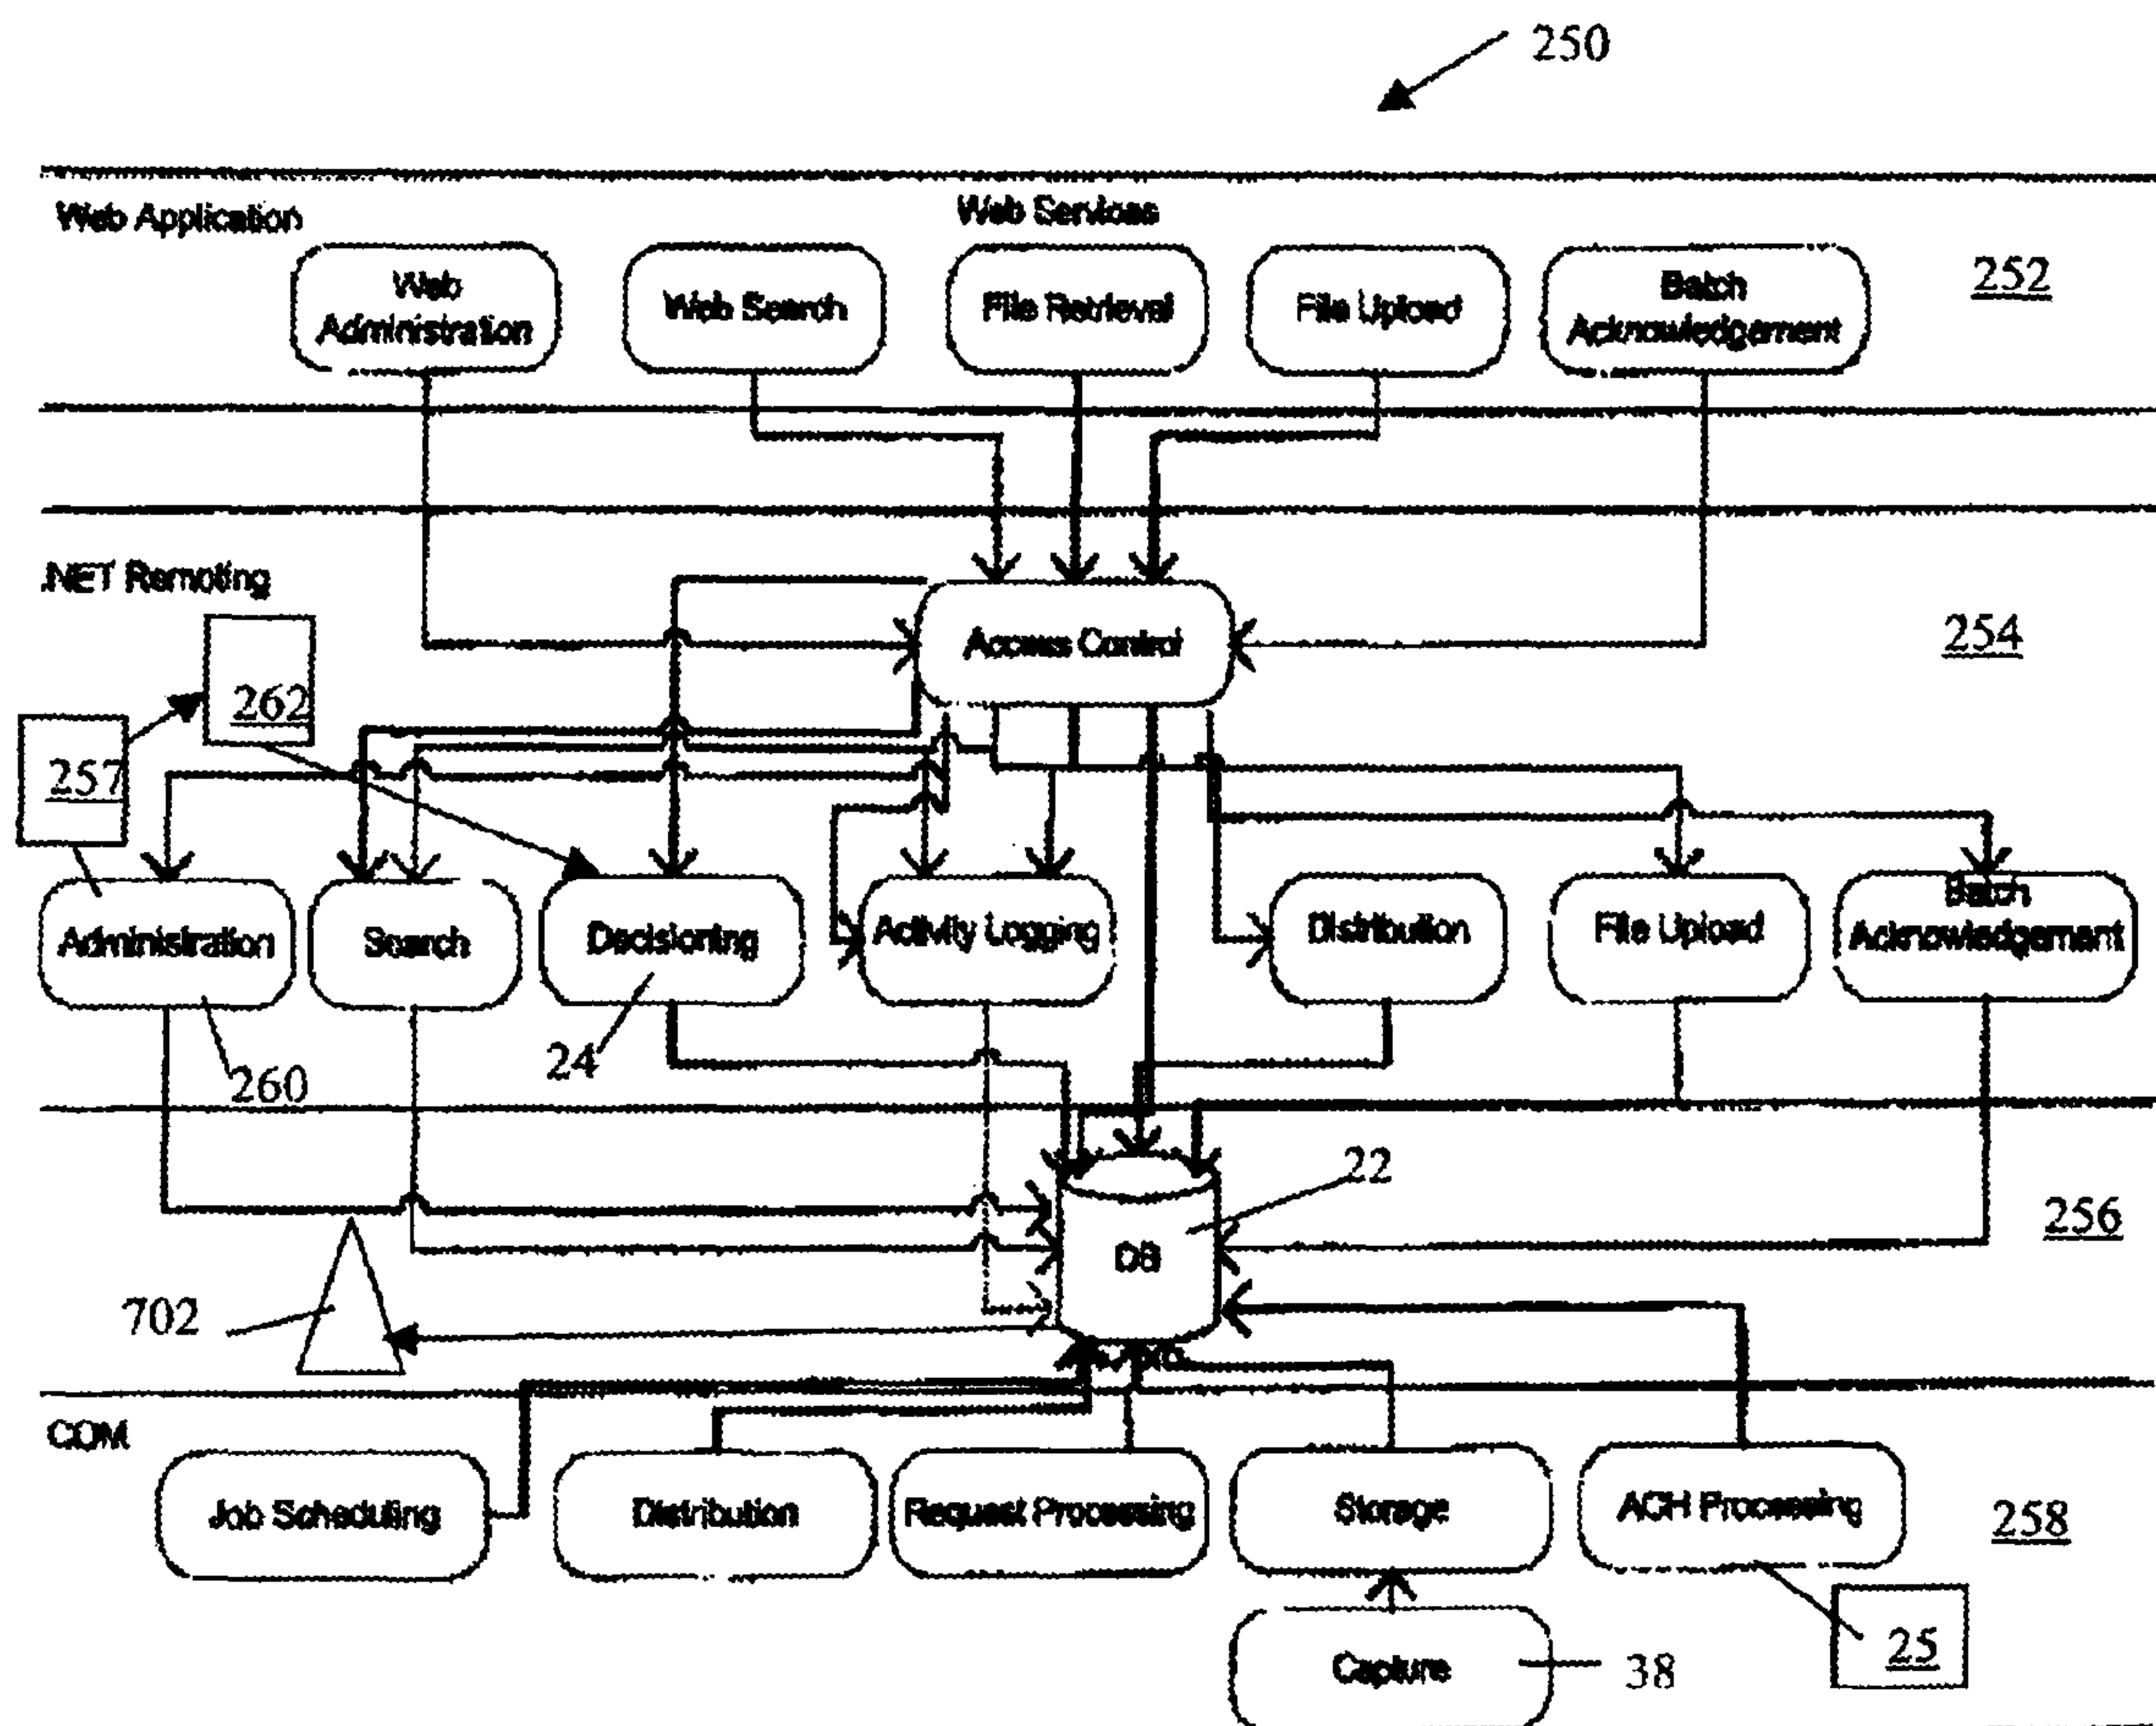 250
Web Application
Web Services
Web
Administration
Web Search
File Retrieval
File Upload
Batch
Acknowledgement
252
.NET Remoting
Access Control
254
262
257
Administration
Search
Decisioning
Activity Logging
Distribution
File Upload
Batch
Acknowledgement
24
260
22
DB
256
702
COM
Job Scheduling
Distribution
Request Processing
Storage
ACH Processing
258
25
Capture
38